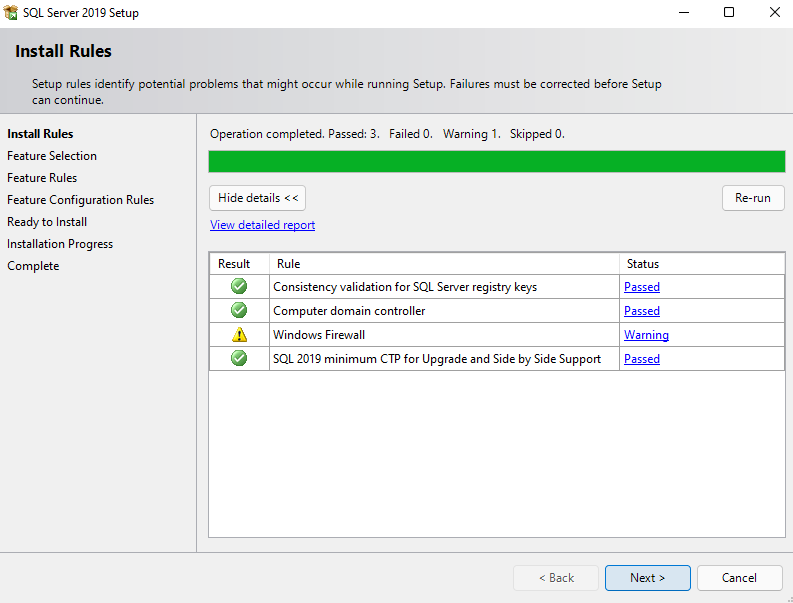 SQL Server 2019 Setup
Install Rules
Setup rules identify potential problems that might occur while running Setup. Failures must be corrected before Setup
can continue.
Install Rules
Feature Selection
Feature Rules
Feature Configuration Rules
Ready to Install
Installation Progress
Complete
Operation completed. Passed: 3.   Failed 0.   Warning 1.   Skipped 0.
Hide details <<
Re-run
View detailed report
Result Rule Status
Consistency validation for SQL Server registry keys Passed
Computer domain controller Passed
Windows Firewall Warning
SQL 2019 minimum CTP for Upgrade and Side by Side Support Passed
< Back Next > Cancel